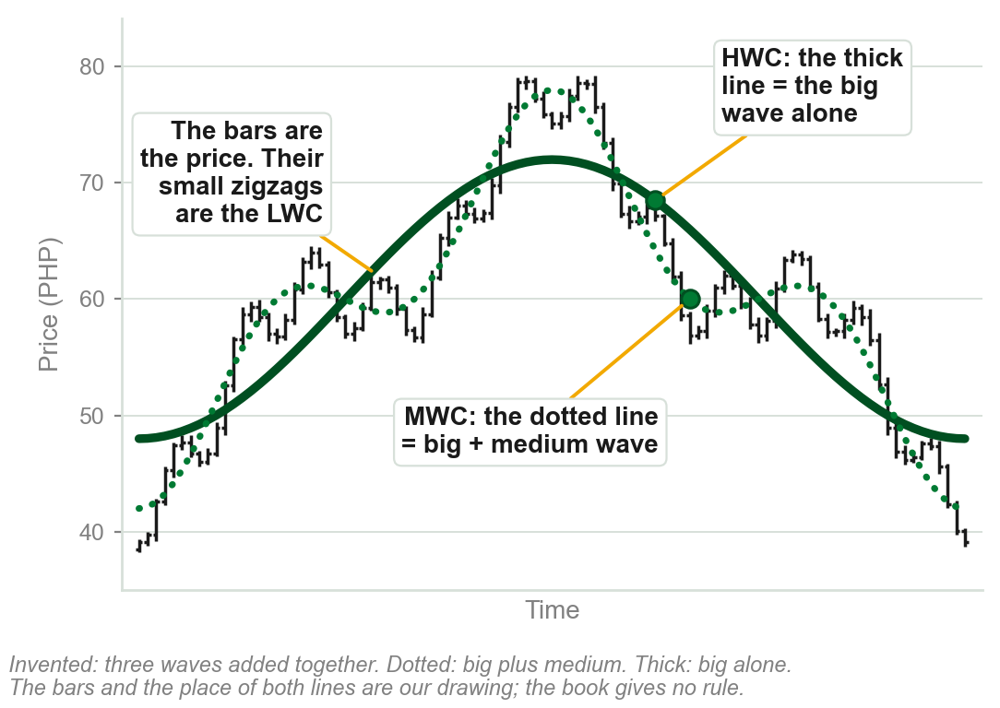 80
70
60
50
40
Price (PHP)
The bars are
the price. Their
small zigzags
are the LWC
HWC: the thick
line = the big
wave alone
MWC: the dotted line
= big + medium wave
Time
Invented: three waves added together. Dotted: big plus medium. Thick: big alone.
The bars and the place of both lines are our drawing; the book gives no rule.